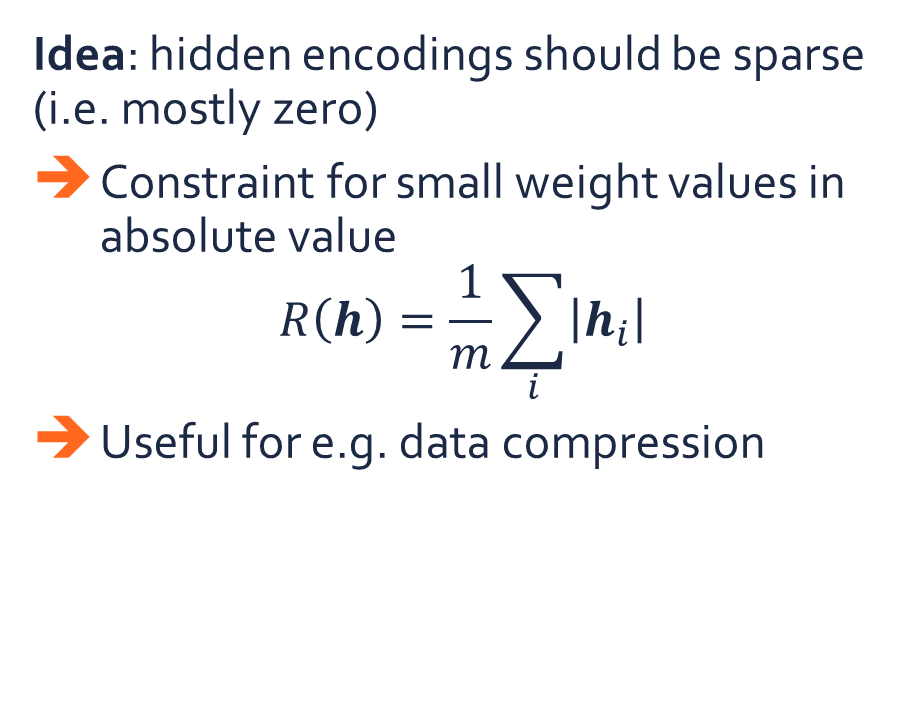 Idea: hidden encodings should be sparse
(i.e. mostly zero)
➔ Constraint for small weight values in
absolute value
R(h) = 1/m ∑_i |h_i|
➔ Useful for e.g. data compression